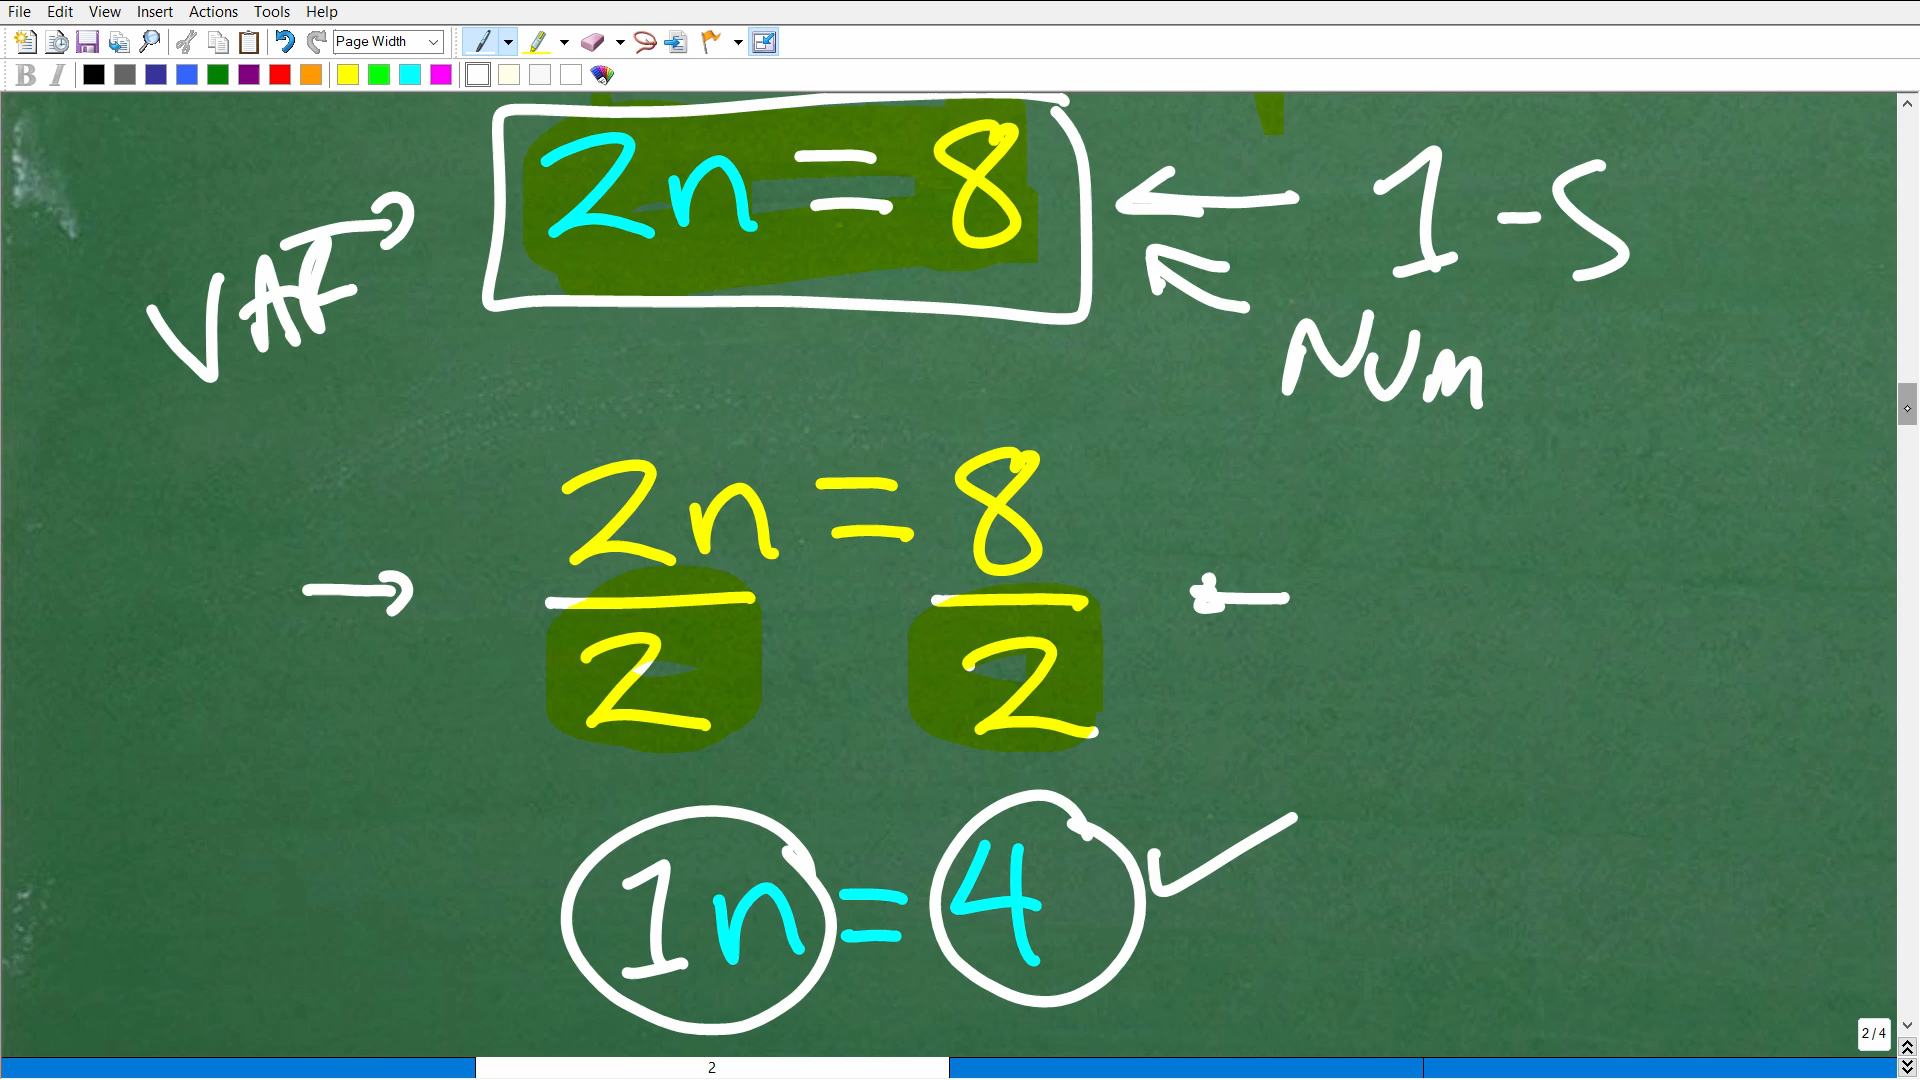 File Edit View Insert Actions Tools Help
Page Width
B I
2n = 8
1-S
VAR
NUM
2n = 8
2 2
1n = 4
2 / 4
2